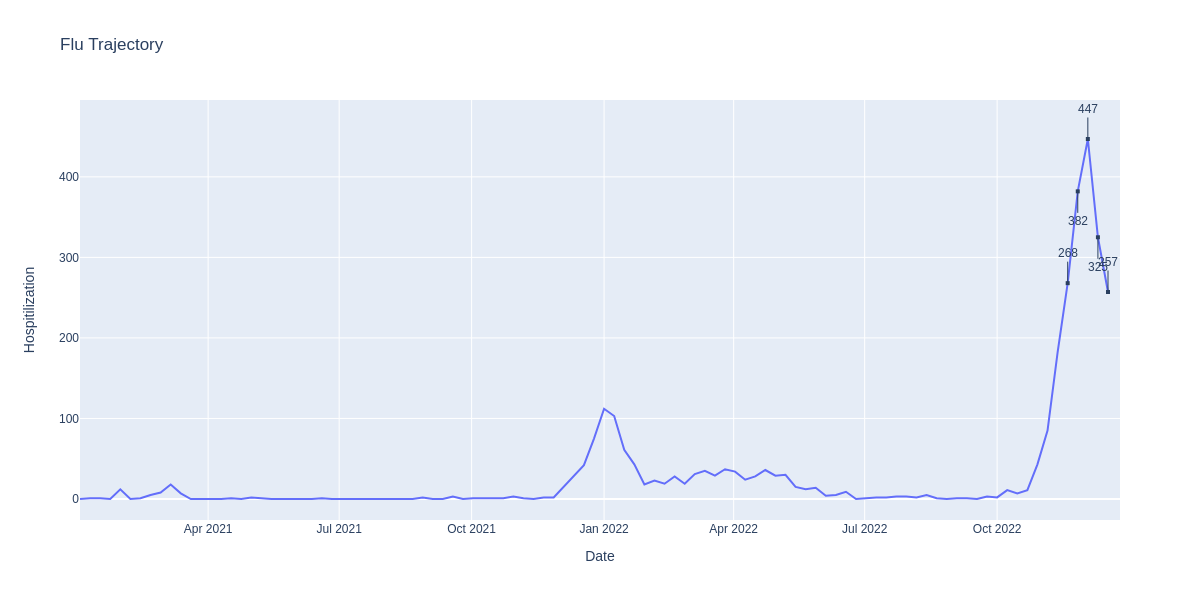 Flu Trajectory
447
400
382
300
268
257
325
200
100
0
Hospitilization
Apr 2021
Jul 2021
Oct 2021
Jan 2022
Apr 2022
Jul 2022
Oct 2022
Date